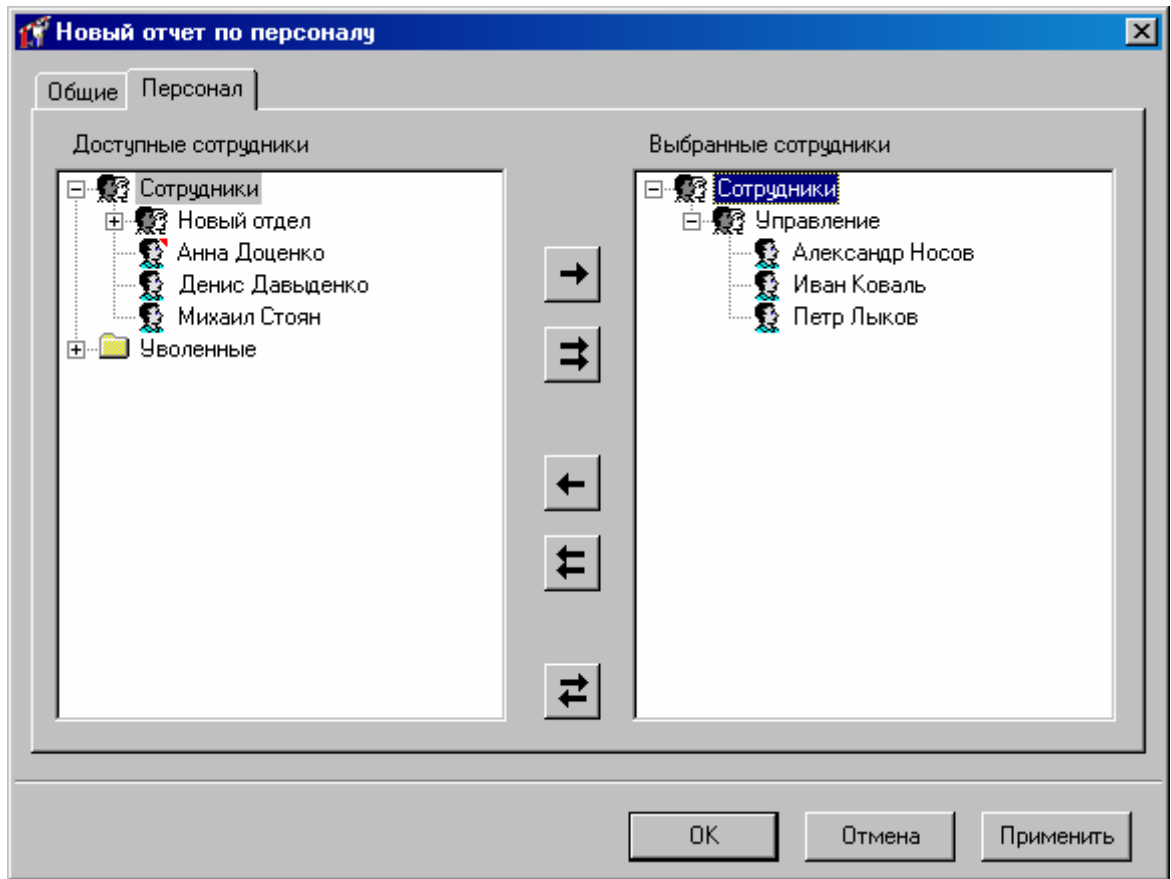 Новый отчет по персоналу
Общие
Персонал
Доступные сотрудники
Сотрудники
Новый отдел
Анна Доценко
Денис Давыденко
Михаил Стоян
Уволенные
Выбранные сотрудники
Сотрудники
Управление
Александр Носов
Иван Коваль
Петр Лыков
OK
Отмена
Применить